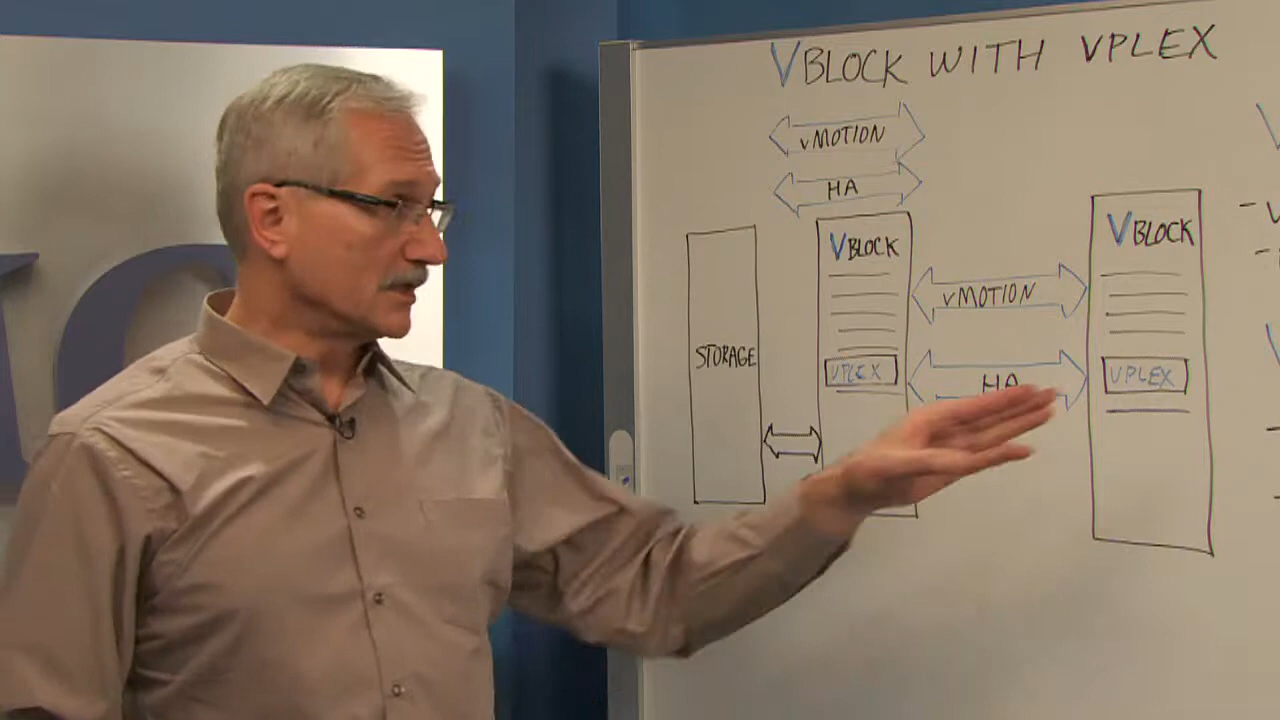 VBLOCK WITH VPLEX
vMOTION
HA
VBLOCK
VBLOCK
vMOTION
STORAGE
VPLEX
HA
VPLEX